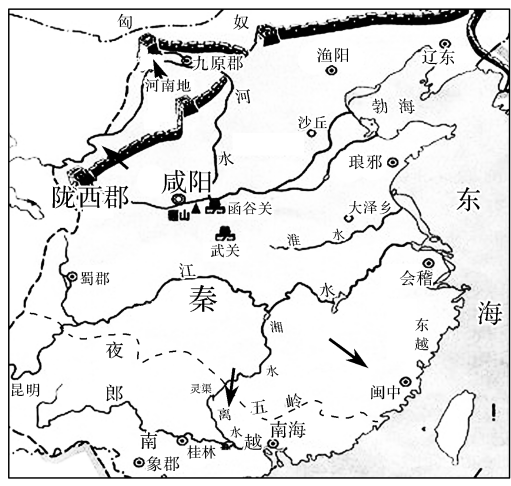 匈 奴
九原郡
河南地
渔阳
辽东
河
水
沙丘
勃海
琅邪
陇西郡
咸阳
函谷关
骊山
武关
大泽乡
东海
淮水
蜀郡
江水
会稽
秦
湘水
东越
夜郎
昆明
灵渠
离水
五岭
闽中
南越
桂林
南海
象郡